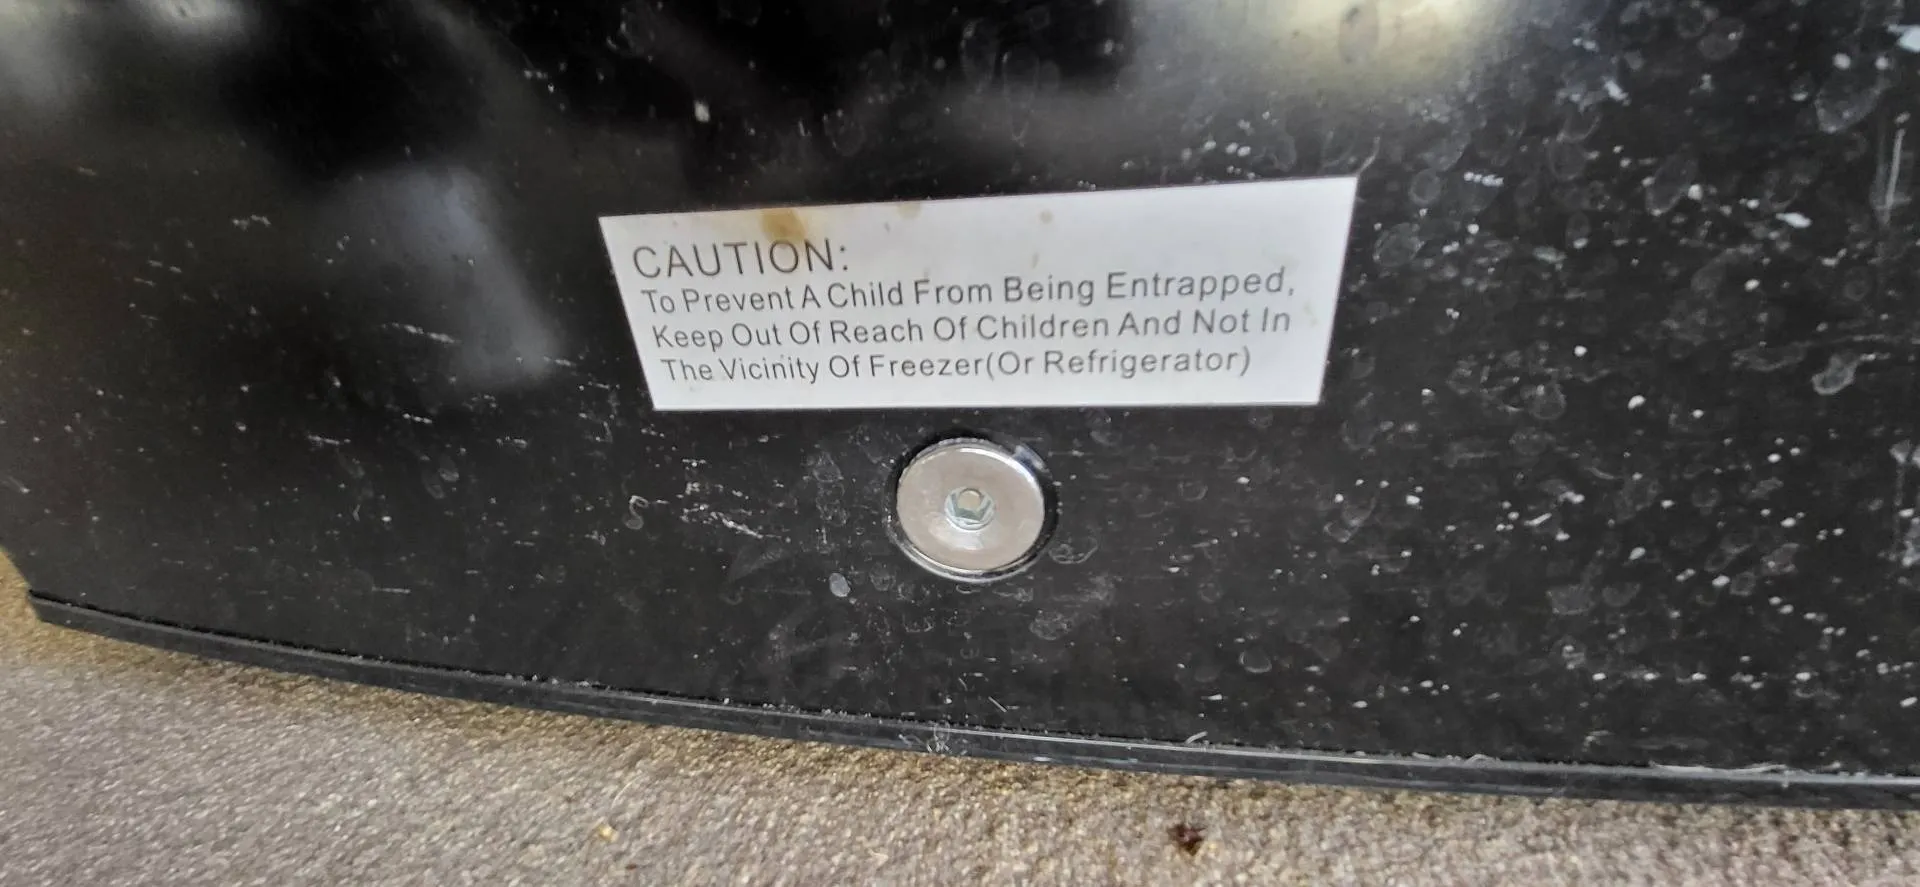 CAUTION:
To Prevent A Child From Being Entrapped,
Keep Out Of Reach Of Children And Not In
The Vicinity Of Freezer(Or Refrigerator)